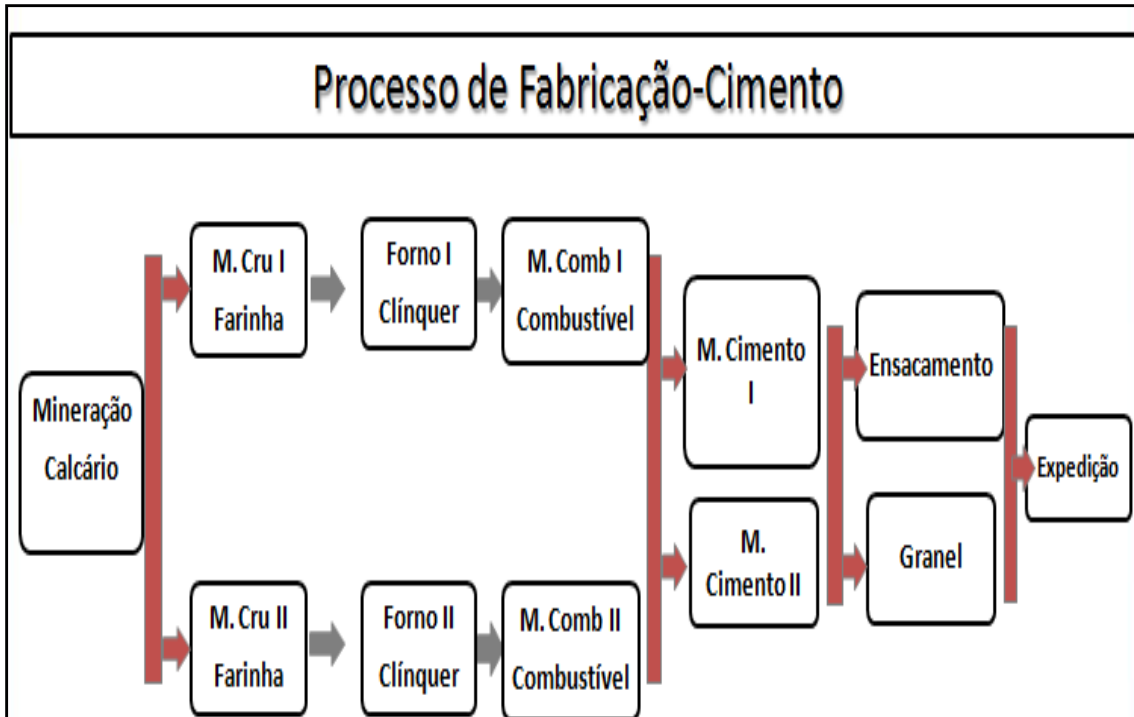 Processo de Fabricação-Cimento
Mineração
Calcário
M. Cru I
Farinha
Forno I
Clínquer
M. Comb I
Combustível
M. Cru II
Farinha
Forno II
Clínquer
M. Comb II
Combustível
M. Cimento
I
M.
Cimento II
Ensacamento
Granel
Expedição